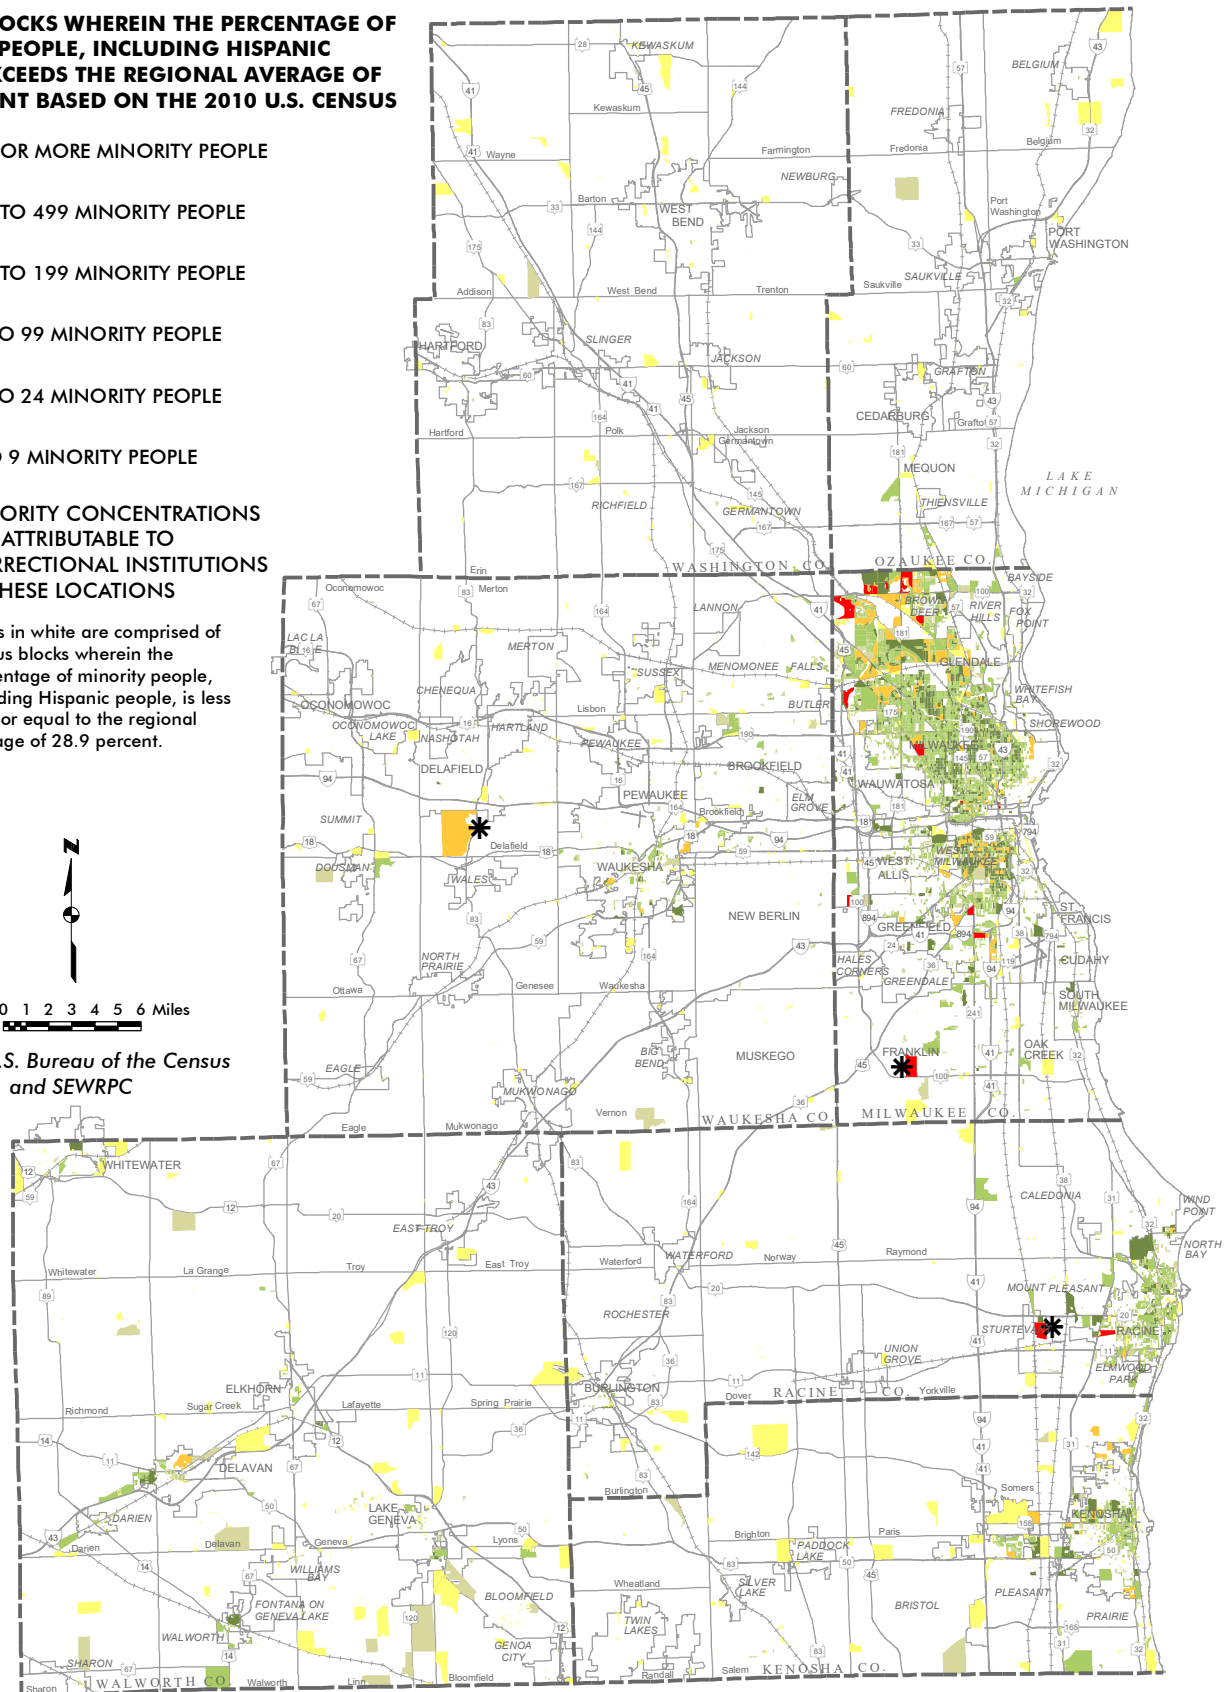 OCKS WHEREIN THE PERCENTAGE OF
PEOPLE, INCLUDING HISPANIC
XCEEDS THE REGIONAL AVERAGE OF
NT BASED ON THE 2010 U.S. CENSUS
OR MORE MINORITY PEOPLE
TO 499 MINORITY PEOPLE
TO 199 MINORITY PEOPLE
O 99 MINORITY PEOPLE
O 24 MINORITY PEOPLE
9 MINORITY PEOPLE
ORITY CONCENTRATIONS
ATTRIBUTABLE TO
RRECTIONAL INSTITUTIONS
HESE LOCATIONS
s in white are comprised of
us blocks wherein the
entage of minority people,
ding Hispanic people, is less
or equal to the regional
age of 28.9 percent.
0 1 2 3 4 5 6 Miles
.S. Bureau of the Census
and SEWRPC
KEWASKUM
Kewaskum
Wayne
Barton
WEST
BEND
Farmington
NEWBURG
Addison
West Bend
Trenton
HARTFORD
SLINGER
JACKSON
Hartford
Polk
Jackson
Germantown
RICHFIELD
GERMANTOWN
Erin
WASHINGTON CO.
BELGIUM
FREDONIA
Fredonia
Belgium
Port
Washington
PORT
WASHINGTON
SAUKVILLE
Saukville
GRAFTON
CEDARBURG
Grafto
MEQUON
THIENSVILLE
LAKE
MICHIGAN
OZAUKEE CO.
Oconomowoc
Merton
LANNON
LAC LA
MERTON
SUSSEX
MENOMONEE FALLS
CHENEQUA
OCONOMOWOC
Lisbon
BUTLER
OCONOMOWOC
LAKE
NASHOTAH
HARTLAND
PEWAUKEE
DELAFIELD
BROOKFIELD
PEWAUKEE
ELM
GROVE
Brookfield
SUMMIT
Delafield
DOUSMAN
WALES
WAUKESHA
NEW BERLIN
NORTH
PRAIRIE
Ottawa
Genesee
Waukesha
BIG
BEND
MUSKEGO
EAGLE
MUKWONAGO
Vernon
Eagle
Mukwonago
WAUKESHA CO.
BAYSIDE
BROWN
DEER
RIVER
HILLS
FOX
POINT
GLENDALE
WHITEFISH
BAY
SHOREWOOD
MILWAUKEE
WAUWATOSA
WEST
MILWAUKEE
WEST
ALLIS
ST.
FRANCIS
GREENFIELD
HALES
CORNERS
GREENDALE
CUDAHY
SOUTH
MILWAUKEE
FRANKLIN
OAK
CREEK
MILWAUKEE CO.
WHITEWATER
EAST TROY
Whitewater
La Grange
Troy
East Troy
ELKHORN
Richmond
Sugar Creek
Lafayette
Spring Prairie
DELAVAN
DARIEN
LAKE
GENEVA
Darien
Delavan
Geneva
Lyons
WILLIAMS
BAY
FONTANA ON
GENEVA LAKE
BLOOMFIELD
WALWORTH
GENOA
CITY
SHARON
Sharon
WALWORTH CO.
Walworth
Linn
Bloomfield
CALEDONIA
WIND
POINT
NORTH
BAY
Waterford
WATERFORD
Norway
Raymond
ROCHESTER
MOUNT PLEASANT
STURTEVA
RACINE
UNION
GROVE
ELMWOOD
PARK
BURLINGTON
Dover
RACINE CO.
Yorkville
Burlington
Somers
KENOSHA
Brighton
Paris
PADDOCK
LAKE
Wheatland
SILVER
LAKE
PLEASANT
PRAIRIE
BRISTOL
TWIN
LAKES
Randall
Salem
KENOSHA CO.